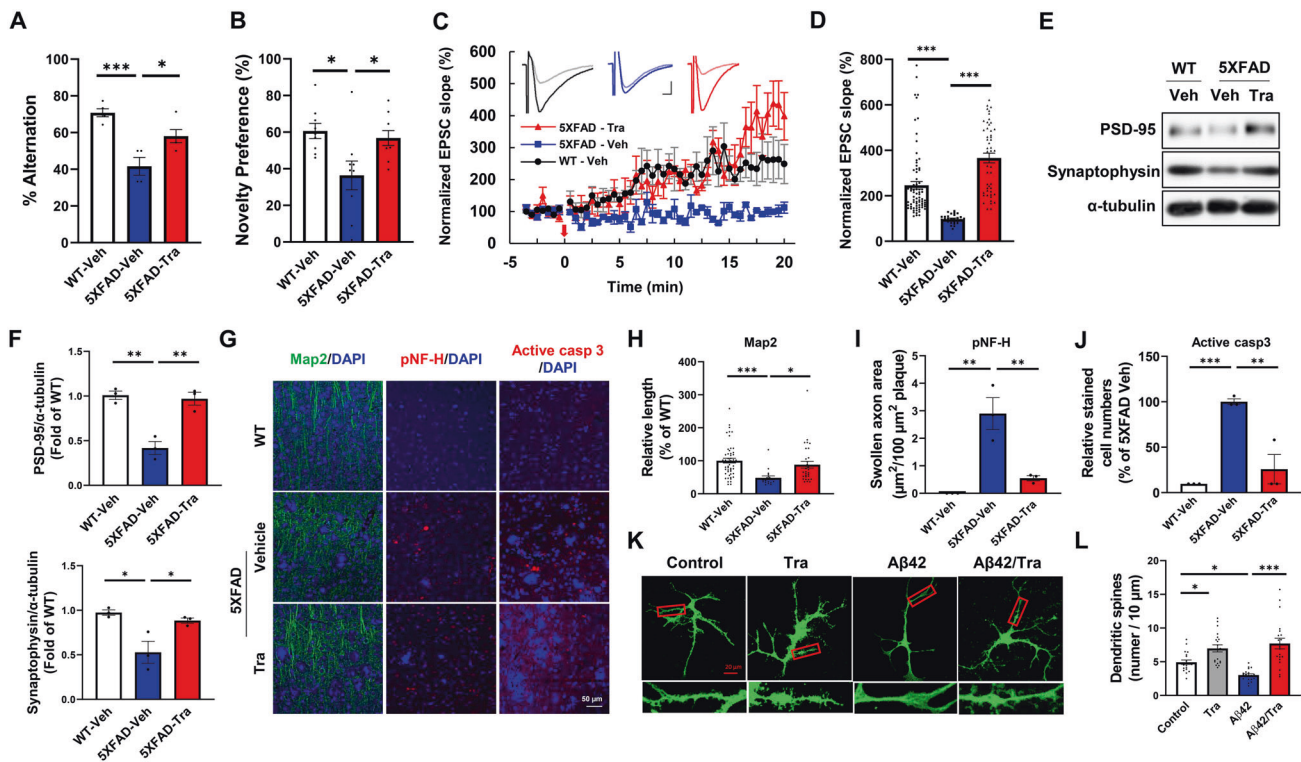 A
% Alternation
100
80
60
40
20
0
***
*
WT-Veh
5XFAD-Veh
5XFAD-Tra
B
Novelty Preference (%)
100
80
60
40
20
0
*
*
WT-Veh
5XFAD-Veh
5XFAD-Tra
C
Normalized EPSC slope (%)
600
500
400
300
200
100
0
5XFAD - Tra
5XFAD - Veh
WT - Veh
-5
0
5
10
15
20
Time (min)
D
Normalized EPSC slope (%)
800
600
400
200
0
***
***
WT-Veh
5XFAD-Veh
5XFAD-Tra
E
WT 5XFAD
Veh Veh Tra
PSD-95
Synaptophysin
α-tubulin
F
PSD-95/α-tubulin
(Fold of WT)
1.5
1.0
0.5
0.0
**
**
WT-Veh
5XFAD-Veh
5XFAD-Tra
Synaptophysin/α-tubulin
(Fold of WT)
1.5
1.0
0.5
0.0
*
*
WT-Veh
5XFAD-Veh
5XFAD-Tra
G
Map2/DAPI
pNF-H/DAPI
Active casp 3
/DAPI
WT
Vehicle
5XFAD
Tra
50 μm
H
Map2
Relative length
(% of WT)
400
300
200
100
0
***
*
WT-Veh
5XFAD-Veh
5XFAD-Tra
I
pNF-H
Swollen axon area
(μm²/100 μm² plaque)
5
4
3
2
1
0
**
**
WT-Veh
5XFAD-Veh
5XFAD-Tra
J
Active casp3
Relative stained
cell numbers
(% of 5XFAD Veh)
150
100
50
0
***
**
WT-Veh
5XFAD-Veh
5XFAD-Tra
K
Control
Tra
Aβ42
Aβ42/Tra
20 μm
L
Dendritic spines
(numer / 10 μm)
20
15
10
5
0
*
*
***
Control
Tra
Aβ42
Aβ42/Tra